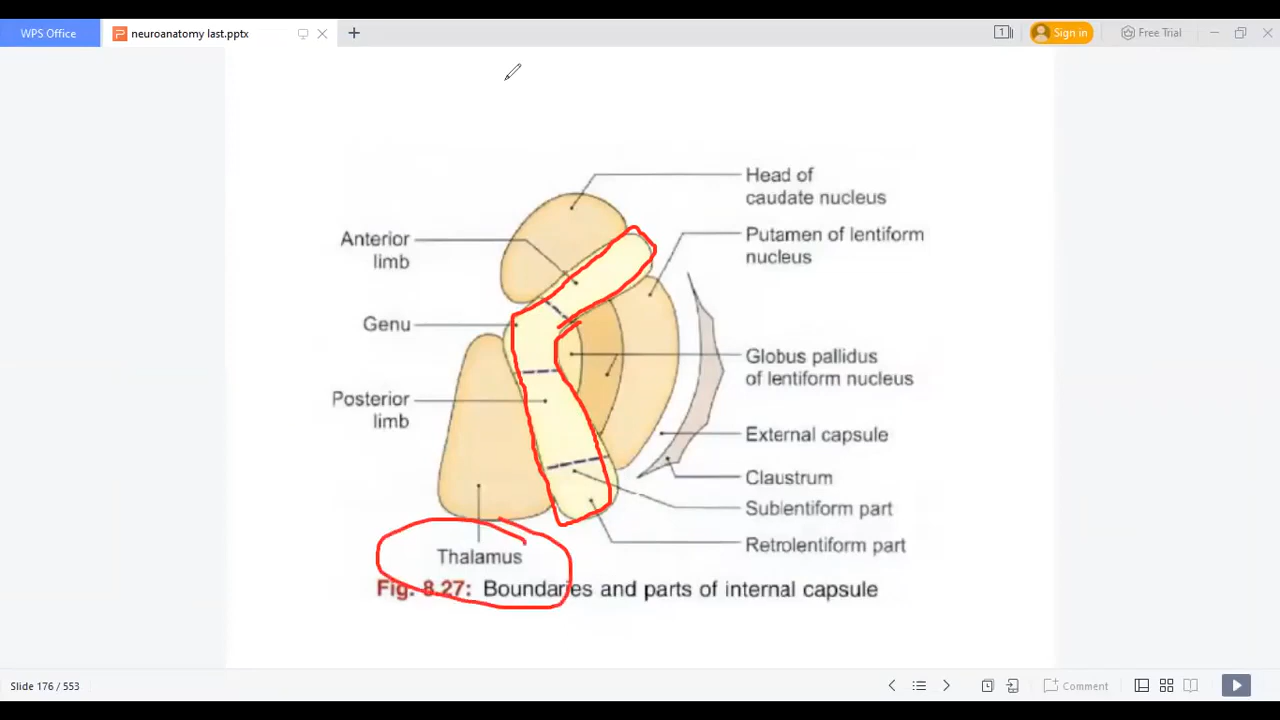 WPS Office
neuroanatomy last.pptx
1
Sign in
Free Trial
Head of
caudate nucleus
Anterior
limb
Putamen of lentiform
nucleus
Genu
Globus pallidus
of lentiform nucleus
Posterior
limb
External capsule
Claustrum
Sublentiform part
Retrolentiform part
Thalamus
Fig. 8.27: Boundaries and parts of internal capsule
Slide 176 / 553
Comment